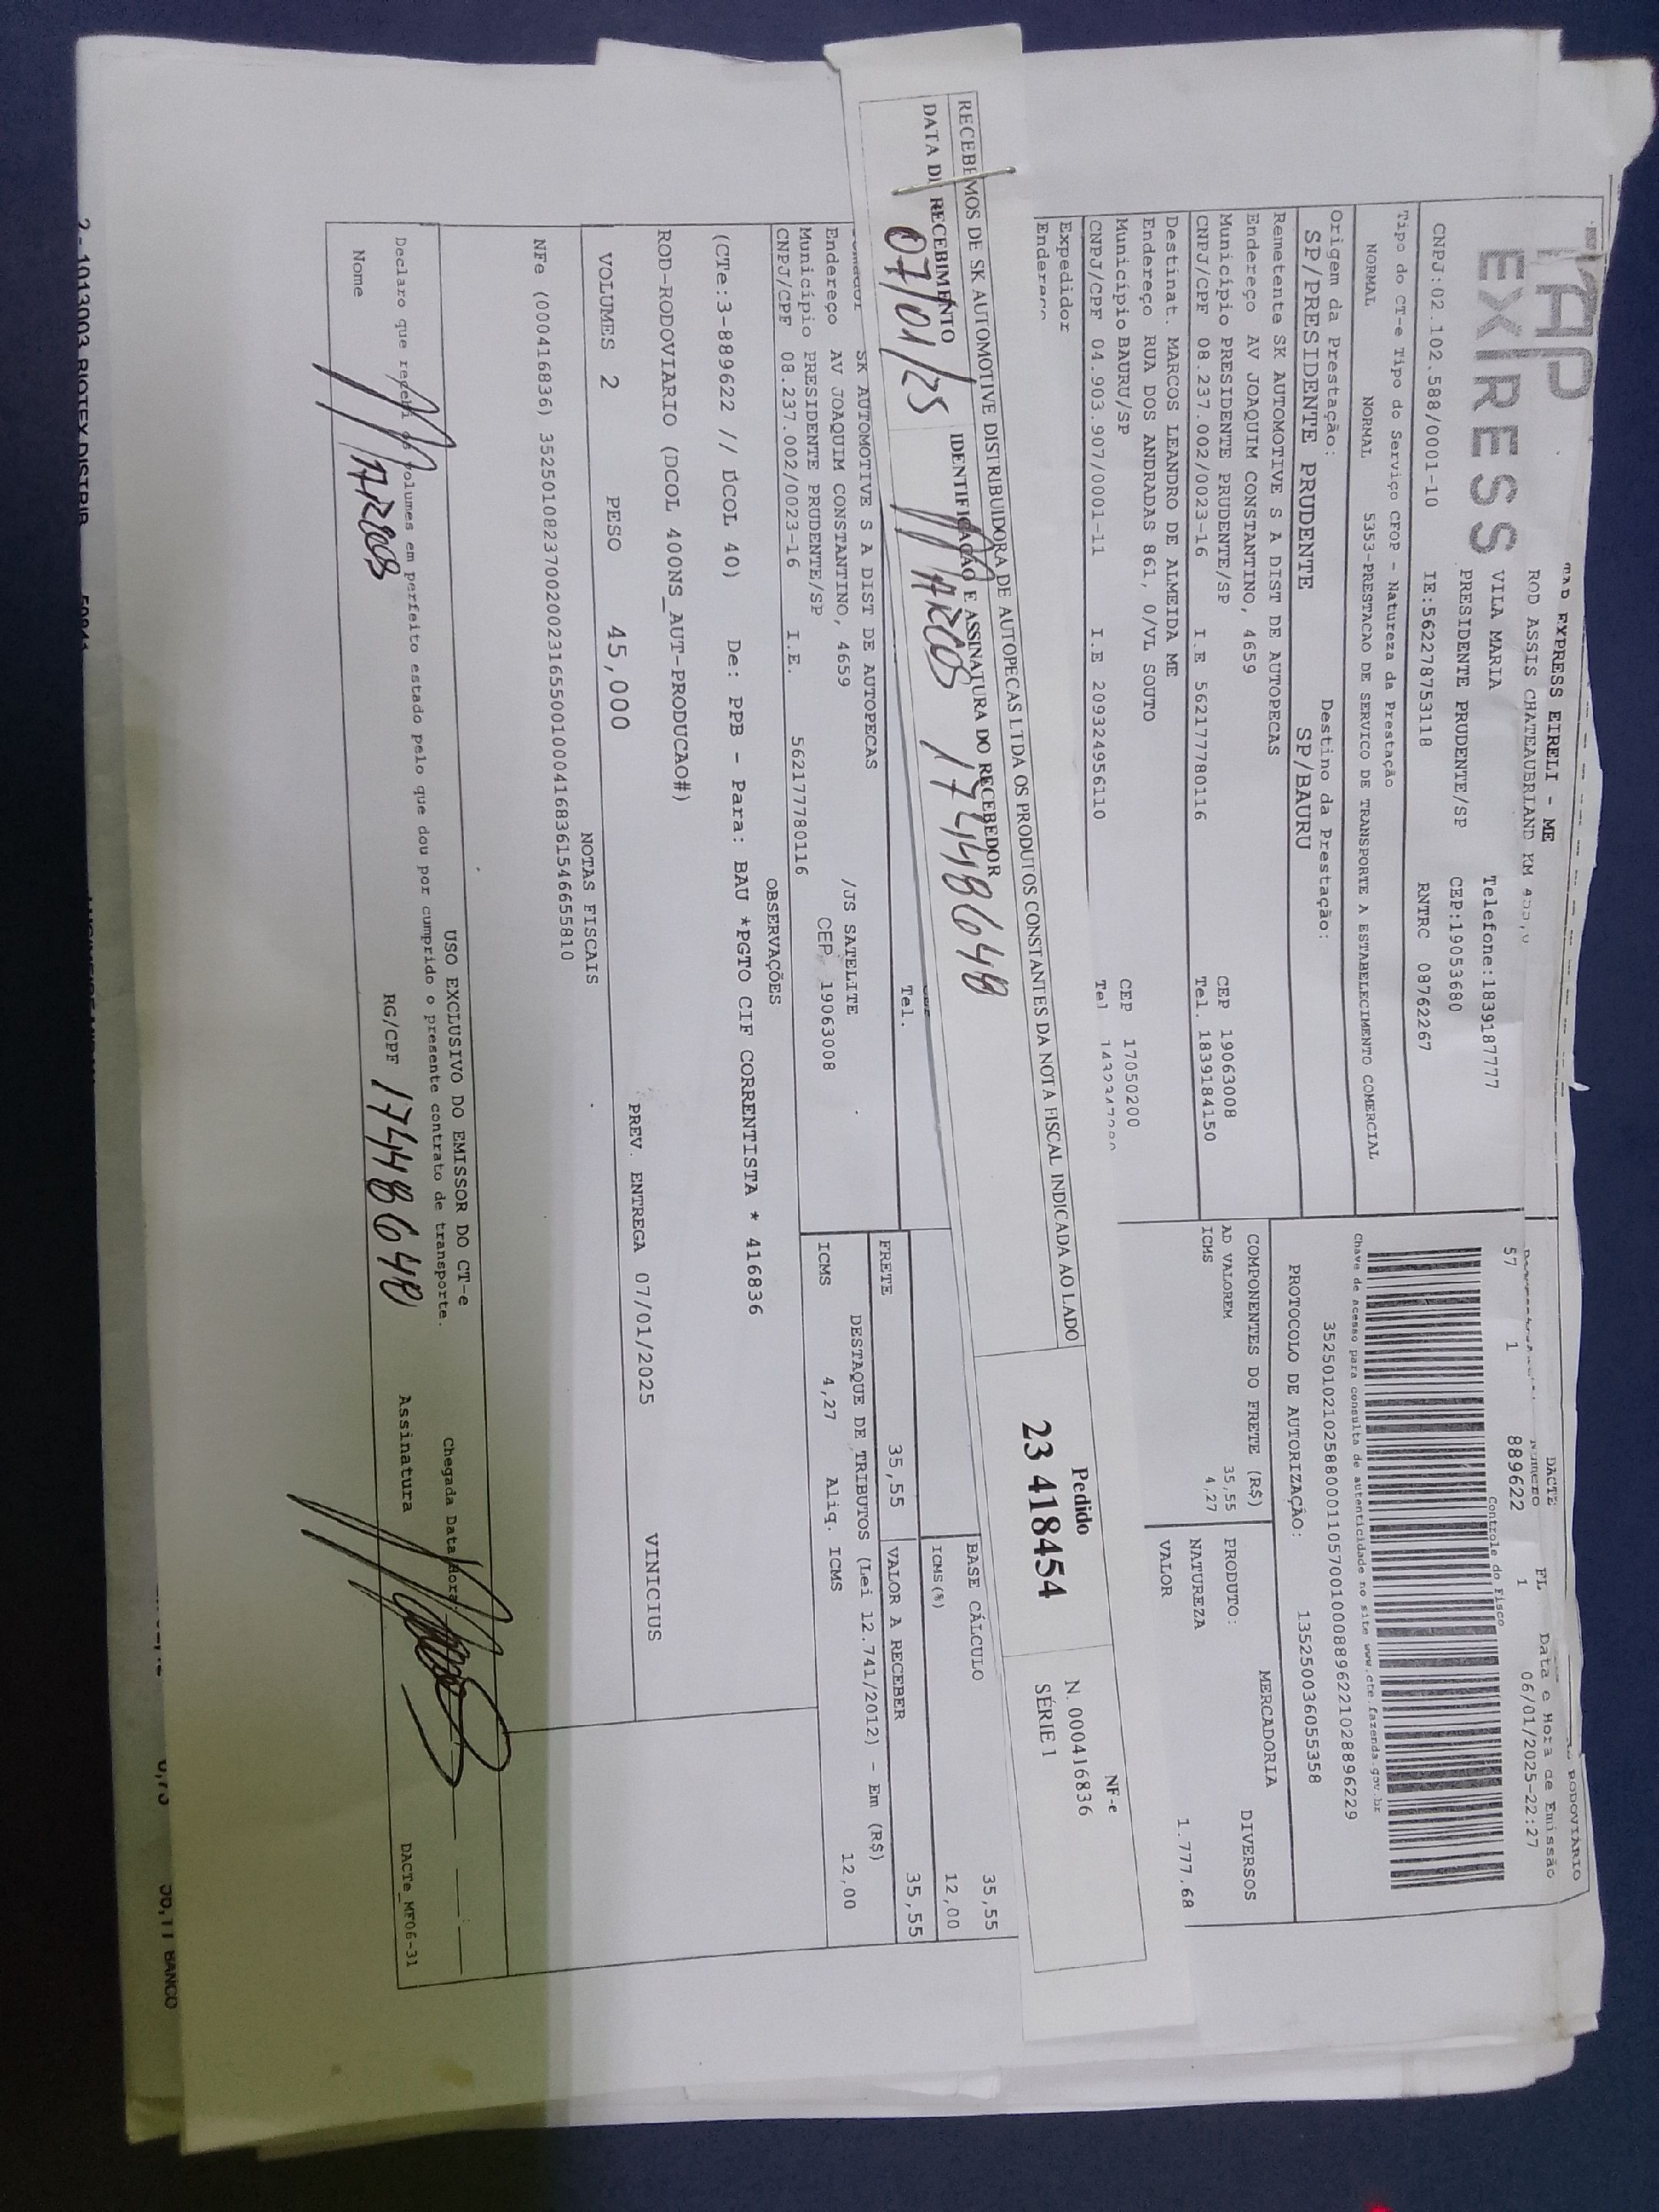 TAP
EXPRESS
TAP EXPRESS EIRELI - ME
ROD ASSIS CHATEAUBRIAND KM
VILA MARIA Telefone:1839187777
PRESIDENTE PRUDENTE/SP CEP:19053680
CNPJ:02.102.588/0001-10 IE:562278753118 RNTRC 08762267
RODOVIARIO
DACTE
Número FL Data e Hora de Emissão
57 1 889622 1 06/01/2025-22:27
Controle do Fisco
Chave de acesso para consulta de autenticidade no site www.cte.fazenda.gov.br
35250102102588000110570010008896221028896229
PROTOCOLO DE AUTORIZAÇÃO: 135250036055358
Tipo do CT-e Tipo do Serviço CFOP - Natureza da Prestação
NORMAL NORMAL 5353-PRESTACAO DE SERVICO DE TRANSPORTE A ESTABELECIMENTO COMERCIAL
Origem da Prestação: Destino da Prestação:
SP/PRESIDENTE PRUDENTE SP/BAURU
Remetente SK AUTOMOTIVE S A DIST DE AUTOPECAS
Endereço AV JOAQUIM CONSTANTINO, 4659
Município PRESIDENTE PRUDENTE/SP CEP 19063008
CNPJ/CPF 08.237.002/0023-16 I.E 562177780116 Tel. 1839184150
Destinat. MARCOS LEANDRO DE ALMEIDA ME
Endereço RUA DOS ANDRADAS 861, 0/VL SOUTO
Município BAURU/SP CEP 17050200
CNPJ/CPF 04.903.907/0001-11 I.E 209324956110 Tel
Expedidor
Endereço
COMPONENTES DO FRETE (R$)
AD VALOREM 35,55
ICMS 4,27
MERCADORIA
PRODUTO: DIVERSOS
NATUREZA
VALOR 1.777,68
RECEBEMOS DE SK AUTOMOTIVE DISTRIBUIDORA DE AUTOPECAS LTDA OS PRODUTOS CONSTANTES DA NOTA FISCAL INDICADA AO LADO
DATA DE RECEBIMENTO IDENTIFICAÇÃO E ASSINATURA DO RECEBEDOR
07/01/25 MARCOS
Pedido
23 418454
NF-e
N. 000416836
SÉRIE 1
Tel.
BASE CÁLCULO 35,55
ICMS(%) 12,00
FRETE 35,55 VALOR A RECEBER 35,55
DESTAQUE DE TRIBUTOS (Lei 12.741/2012) - Em (R$)
ICMS 4,27 Aliq. ICMS 12,00
SK AUTOMOTIVE S A DIST DE AUTOPECAS
Endereço AV JOAQUIM CONSTANTINO, 4659 /JS SATELITE
Município PRESIDENTE PRUDENTE/SP CEP 19063008
CNPJ/CPF 08.237.002/0023-16 I.E. 562177780116
OBSERVAÇÕES
(CTe:3-889622 // DCOL 40) De: PPB - Para: BAU *PGTO CIF CORRENTISTA * 416836
ROD-RODOVIARIO (DCOL 400NS_AUT-PRODUCAO#)
VOLUMES 2 PESO 45,000 PREV. ENTREGA 07/01/2025 VINICIUS
NOTAS FISCAIS
NFe (000416836) 35250108237002002316550010004168361546655810
USO EXCLUSIVO DO EMISSOR DO CT-e
Declaro que recebi os volumes em perfeito estado pelo que dou por cumprido o presente contrato de transporte.
Chegada Data/Hora
Nome MARCOS RG/CPF Assinatura
DACTe_MF06-31